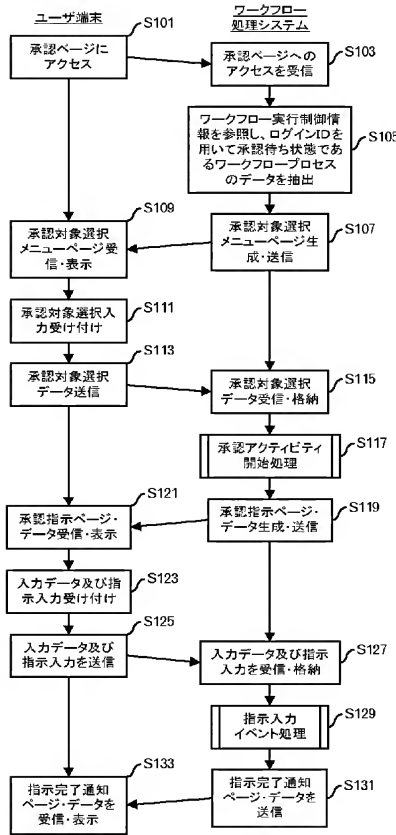 ユーザ端末
ワークフロー
処理システム
S101
承認ページに
アクセス
S103
承認ページへの
アクセスを受信
S105
ワークフロー実行制御情
報を参照し、ログインIDを
用いて承認待ち状態であ
るワークフロープロセス
のデータを抽出
S109
承認対象選択
メニューページ受
信・表示
S107
承認対象選択
メニューページ生
成・送信
S111
承認対象選択入
力受け付け
S113
承認対象選択
データ送信
S115
承認対象選択
データ受信・格納
S117
承認アクティビティ
開始処理
S121
承認指示ページ・
データ受信・表示
S119
承認指示ページ・
データ生成・送信
S123
入力データ及び指
示入力受け付け
S125
入力データ及び
指示入力を送信
S127
入力データ及び指示
入力を受信・格納
S129
指示入力
イベント処理
S133
指示完了通知
ページ・データを
受信・表示
S131
指示完了通知
ページ・データを
送信